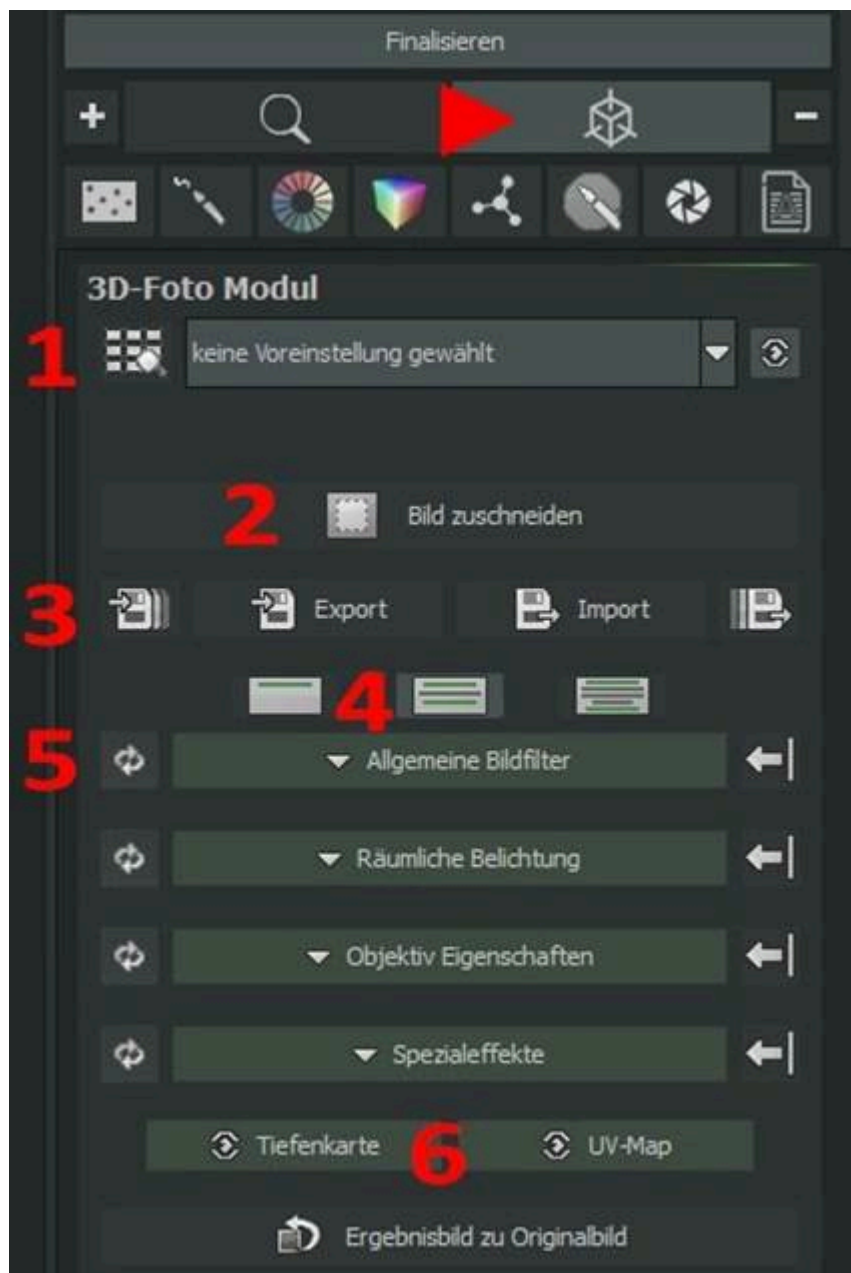 Finalisieren
3D-Foto Modul
1 keine Voreinstellung gewählt
2 Bild zuschneiden
3 Export Import
4
5 Allgemeine Bildfilter
Räumliche Belichtung
Objektiv Eigenschaften
Spezialeffekte
Tiefenkarte 6 UV-Map
Ergebnisbild zu Originalbild